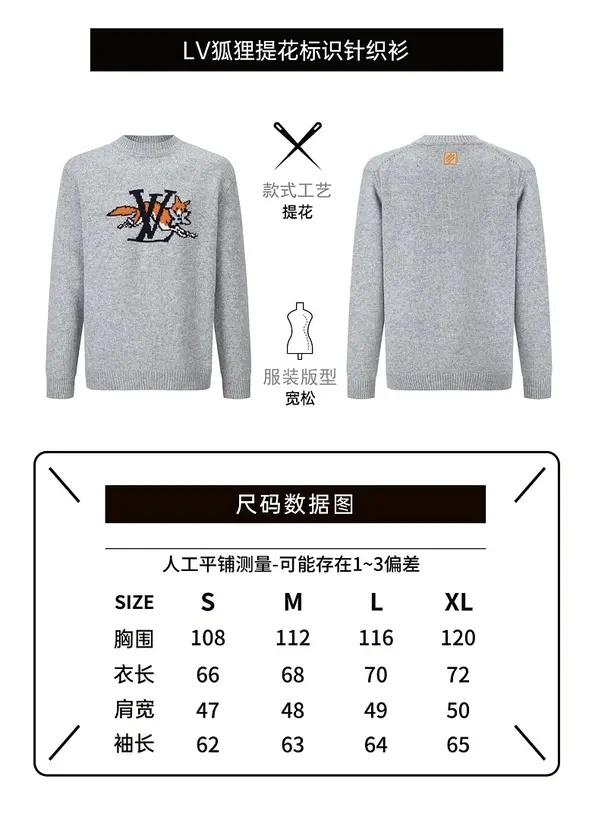 LV狐狸提花标识针织衫
LV
款式工艺
提花
服装版型
宽松
尺码数据图
人工平铺测量-可能存在1~3偏差
SIZE S M L XL
胸围 108 112 116 120
衣长 66 68 70 72
肩宽 47 48 49 50
袖长 62 63 64 65